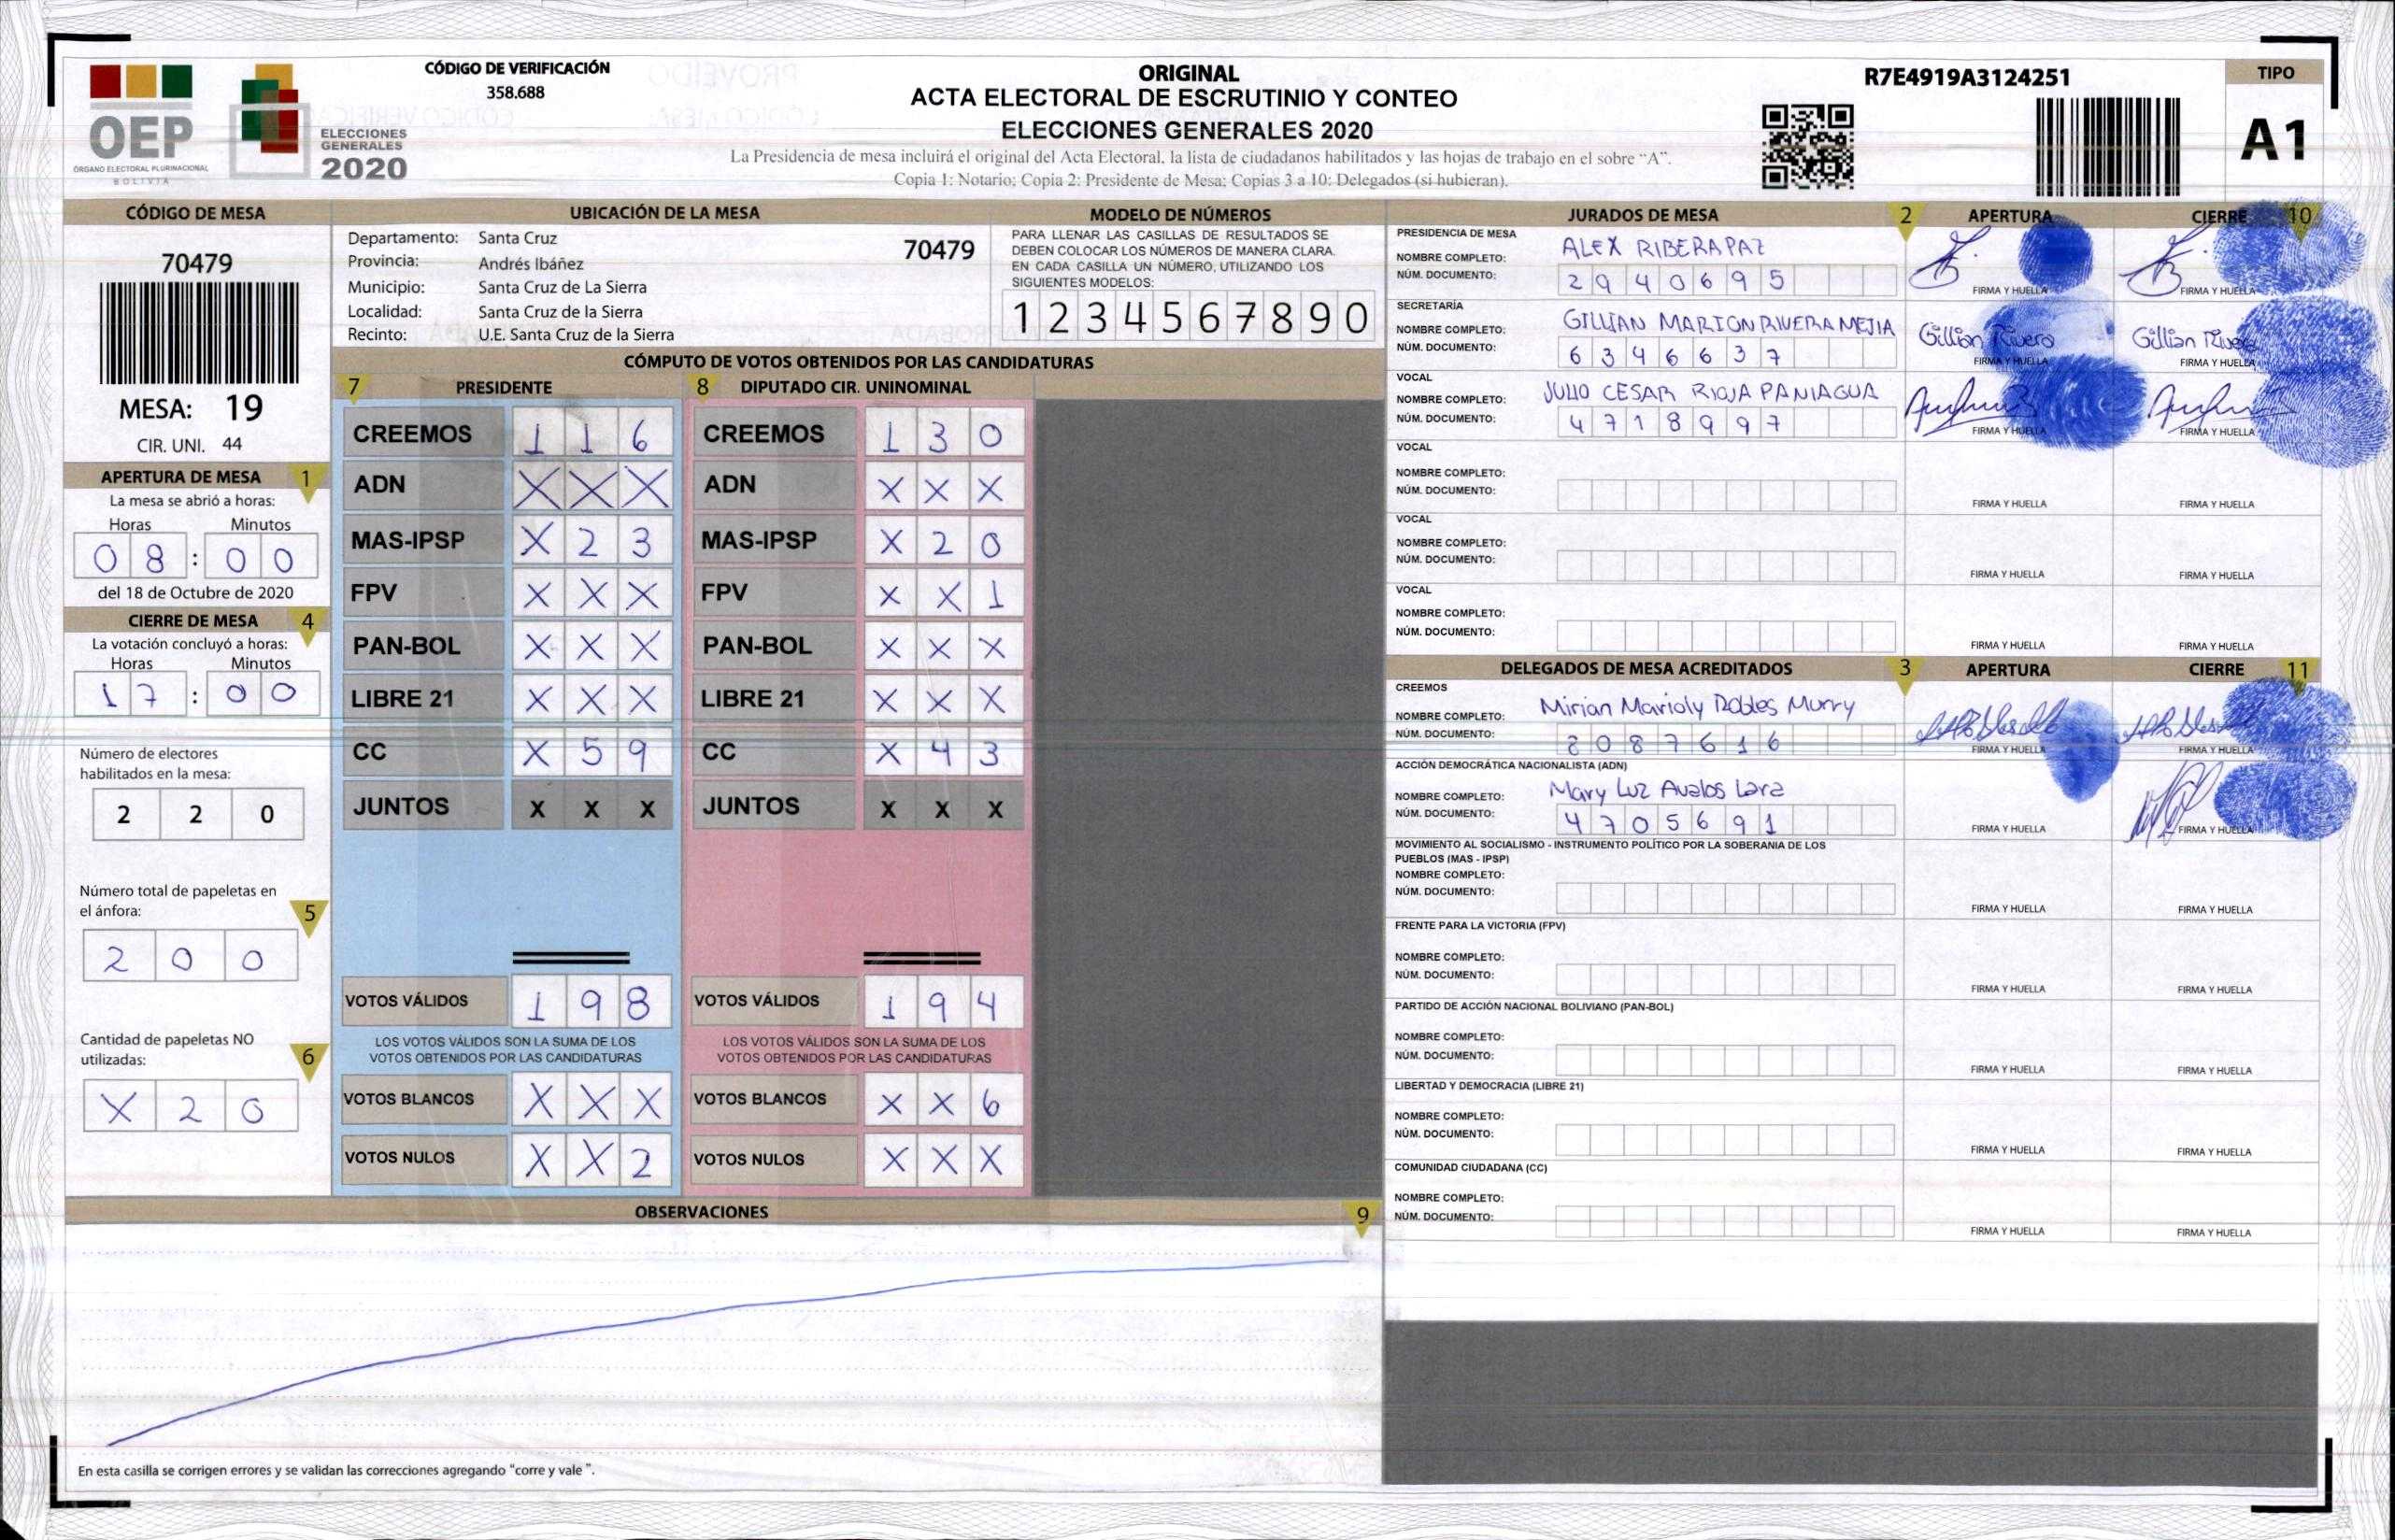 OEP
ÓRGANO ELECTORAL PLURINACIONAL
BOLIVIA
ELECCIONES
GENERALES
2020
CÓDIGO DE VERIFICACIÓN
358.688
ORIGINAL
ACTA ELECTORAL DE ESCRUTINIO Y CONTEO
ELECCIONES GENERALES 2020
La Presidencia de mesa incluirá el original del Acta Electoral, la lista de ciudadanos habilitados y las hojas de trabajo en el sobre “A”.
Copia 1: Notario; Copia 2: Presidente de Mesa; Copias 3 a 10: Delegados (si hubieran).
R7E4919A3124251
TIPO
A1
CÓDIGO DE MESA
70479
MESA: 19
CIR. UNI. 44
APERTURA DE MESA 1
La mesa se abrió a horas:
Horas Minutos
0 8 : 0 0
del 18 de Octubre de 2020
CIERRE DE MESA 4
La votación concluyó a horas:
Horas Minutos
1 7 : 0 0
Número de electores
habilitados en la mesa:
2 2 0
Número total de papeletas en
el ánfora: 5
2 0 0
Cantidad de papeletas NO
utilizadas: 6
X 2 0
UBICACIÓN DE LA MESA
Departamento: Santa Cruz 70479
Provincia: Andrés Ibáñez
Municipio: Santa Cruz de La Sierra
Localidad: Santa Cruz de la Sierra
Recinto: U.E. Santa Cruz de la Sierra
MODELO DE NÚMEROS
PARA LLENAR LAS CASILLAS DE RESULTADOS SE
DEBEN COLOCAR LOS NÚMEROS DE MANERA CLARA.
EN CADA CASILLA UN NÚMERO, UTILIZANDO LOS
SIGUIENTES MODELOS:
1 2 3 4 5 6 7 8 9 0
CÓMPUTO DE VOTOS OBTENIDOS POR LAS CANDIDATURAS
7 PRESIDENTE 8 DIPUTADO CIR. UNINOMINAL
CREEMOS 1 1 6 CREEMOS 1 3 0
ADN X X X ADN X X X
MAS-IPSP X 2 3 MAS-IPSP X 2 0
FPV X X X FPV X X 1
PAN-BOL X X X PAN-BOL X X X
LIBRE 21 X X X LIBRE 21 X X X
CC X 5 9 CC X 4 3
JUNTOS X X X JUNTOS X X X
VOTOS VÁLIDOS 1 9 8 VOTOS VÁLIDOS 1 9 4
LOS VOTOS VÁLIDOS SON LA SUMA DE LOS LOS VOTOS VÁLIDOS SON LA SUMA DE LOS
VOTOS OBTENIDOS POR LAS CANDIDATURAS VOTOS OBTENIDOS POR LAS CANDIDATURAS
VOTOS BLANCOS X X X VOTOS BLANCOS X X 6
VOTOS NULOS X X 2 VOTOS NULOS X X X
OBSERVACIONES 9
En esta casilla se corrigen errores y se validan las correcciones agregando “corre y vale ”.
JURADOS DE MESA 2 APERTURA CIERRE 10
PRESIDENCIA DE MESA
NOMBRE COMPLETO: ALEX RIBERA PAZ
NÚM. DOCUMENTO: 2 9 4 0 6 9 5 FIRMA Y HUELLA FIRMA Y HUELLA
SECRETARÍA
NOMBRE COMPLETO: GILLIAN MARION RIVERA MEJIA Gillian Rivero Gillian Rivero
NÚM. DOCUMENTO: 6 3 4 6 6 3 7 FIRMA Y HUELLA FIRMA Y HUELLA
VOCAL
NOMBRE COMPLETO: JULIO CESAR RIOJA PANIAGUA
NÚM. DOCUMENTO: 4 7 1 8 9 9 7 FIRMA Y HUELLA FIRMA Y HUELLA
VOCAL
NOMBRE COMPLETO:
NÚM. DOCUMENTO: FIRMA Y HUELLA FIRMA Y HUELLA
VOCAL
NOMBRE COMPLETO:
NÚM. DOCUMENTO: FIRMA Y HUELLA FIRMA Y HUELLA
VOCAL
NOMBRE COMPLETO:
NÚM. DOCUMENTO: FIRMA Y HUELLA FIRMA Y HUELLA
DELEGADOS DE MESA ACREDITADOS 3 APERTURA CIERRE 11
CREEMOS
NOMBRE COMPLETO: Mirian Marioly Robles Murry
NÚM. DOCUMENTO: 2 0 8 7 6 1 6 FIRMA Y HUELLA FIRMA Y HUELLA
ACCIÓN DEMOCRÁTICA NACIONALISTA (ADN)
NOMBRE COMPLETO: Mary Luz Avalos Lara
NÚM. DOCUMENTO: 4 7 0 5 6 9 1 FIRMA Y HUELLA FIRMA Y HUELLA
MOVIMIENTO AL SOCIALISMO - INSTRUMENTO POLÍTICO POR LA SOBERANIA DE LOS
PUEBLOS (MAS - IPSP)
NOMBRE COMPLETO:
NÚM. DOCUMENTO: FIRMA Y HUELLA FIRMA Y HUELLA
FRENTE PARA LA VICTORIA (FPV)
NOMBRE COMPLETO:
NÚM. DOCUMENTO: FIRMA Y HUELLA FIRMA Y HUELLA
PARTIDO DE ACCIÓN NACIONAL BOLIVIANO (PAN-BOL)
NOMBRE COMPLETO:
NÚM. DOCUMENTO: FIRMA Y HUELLA FIRMA Y HUELLA
LIBERTAD Y DEMOCRACIA (LIBRE 21)
NOMBRE COMPLETO:
NÚM. DOCUMENTO: FIRMA Y HUELLA FIRMA Y HUELLA
COMUNIDAD CIUDADANA (CC)
NOMBRE COMPLETO:
NÚM. DOCUMENTO: FIRMA Y HUELLA FIRMA Y HUELLA